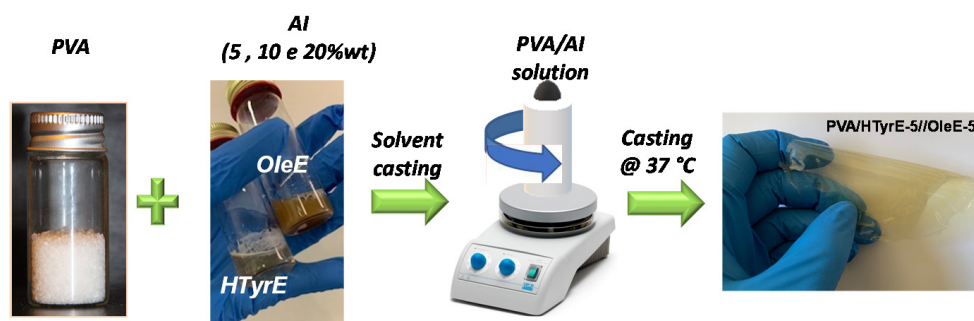 PVA
AI
(5 , 10 e 20%wt)
OleE
HTyrE
Solvent
casting
PVA/AI
solution
Casting
@ 37 °C
PVA/HTyrE-5//OleE-5